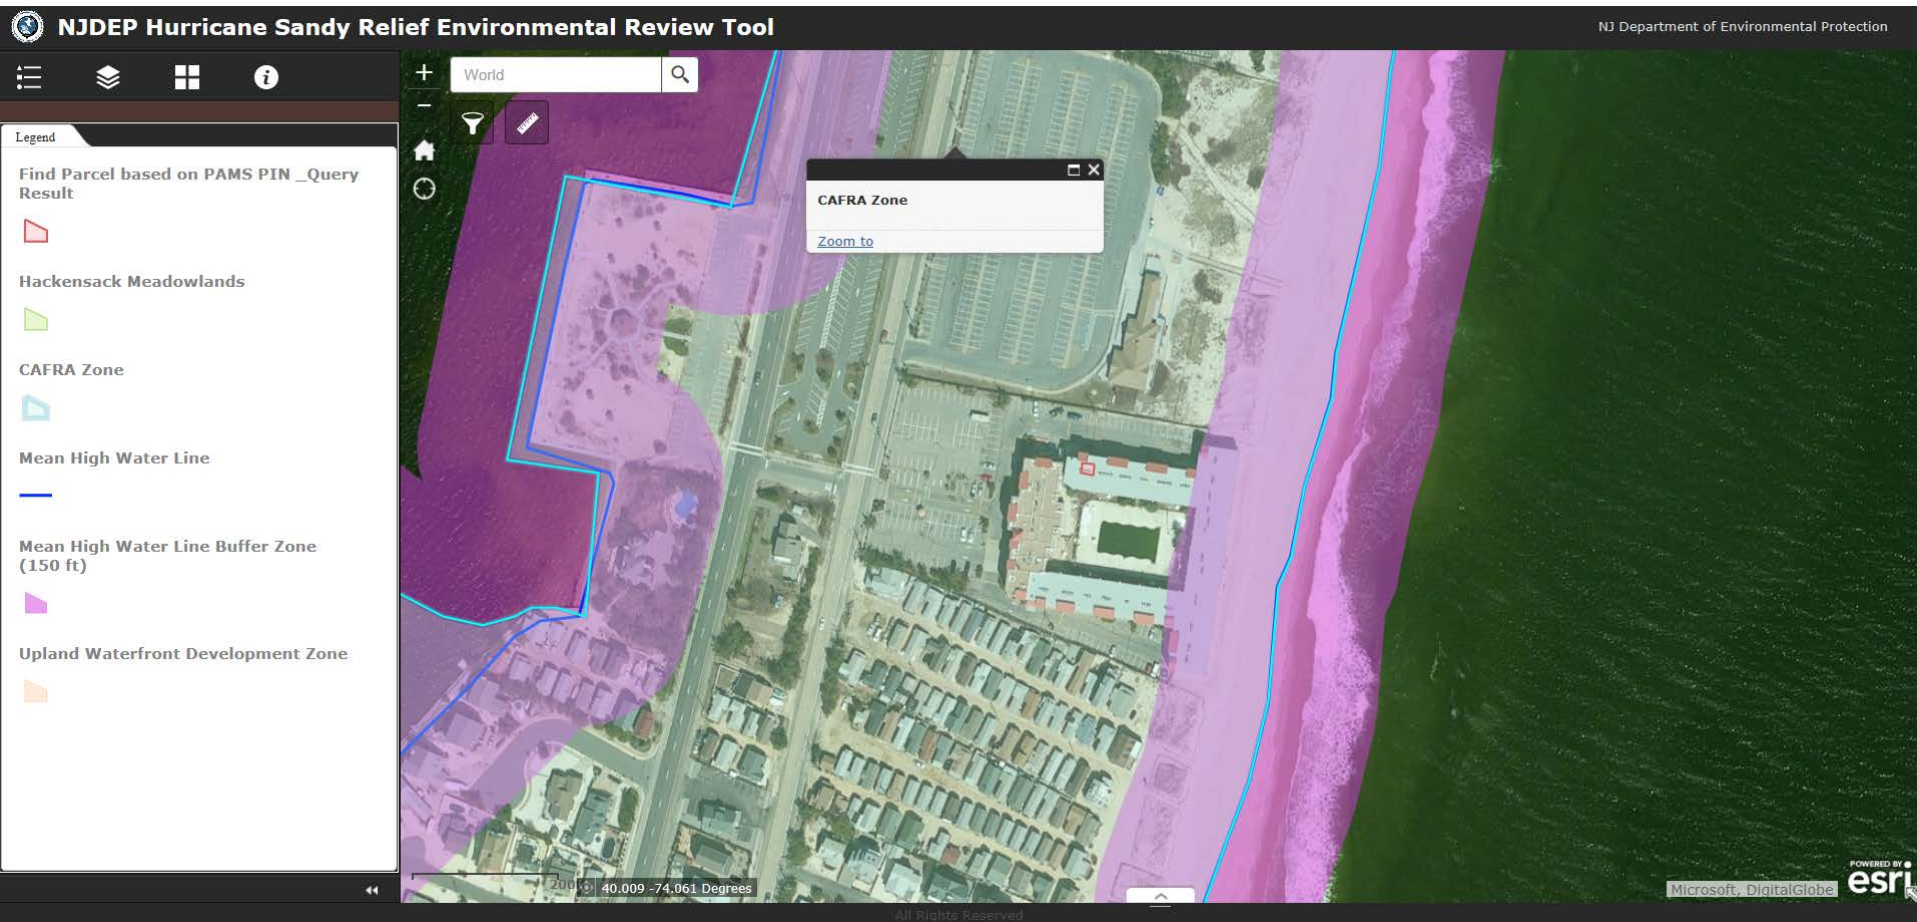 NJDEP Hurricane Sandy Relief Environmental Review Tool
NJ Department of Environmental Protection
World
Legend
Find Parcel based on PAMS PIN _Query
Result
Hackensack Meadowlands
CAFRA Zone
Mean High Water Line
Mean High Water Line Buffer Zone
(150 ft)
Upland Waterfront Development Zone
CAFRA Zone
Zoom to
40.009 -74.061 Degrees
Microsoft, DigitalGlobe
POWERED BY
esri
All Rights Reserved